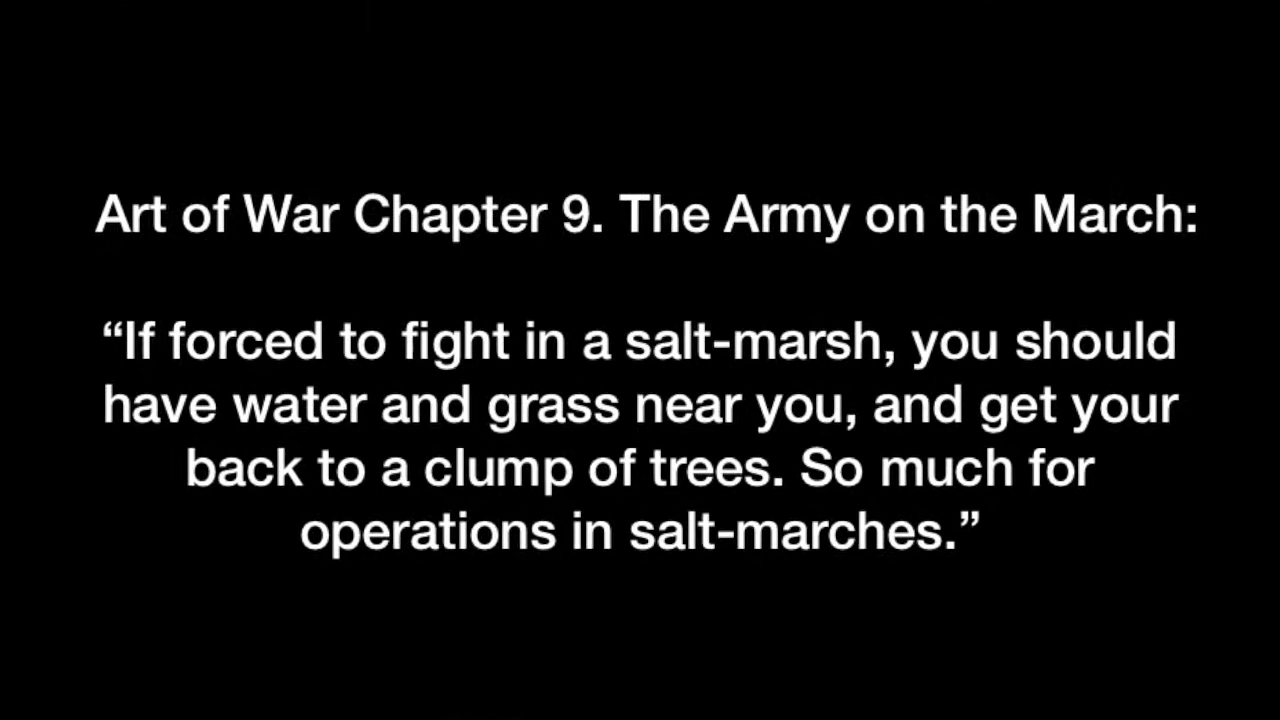 Art of War Chapter 9. The Army on the March:
“If forced to fight in a salt-marsh, you should
have water and grass near you, and get your
back to a clump of trees. So much for
operations in salt-marches.”